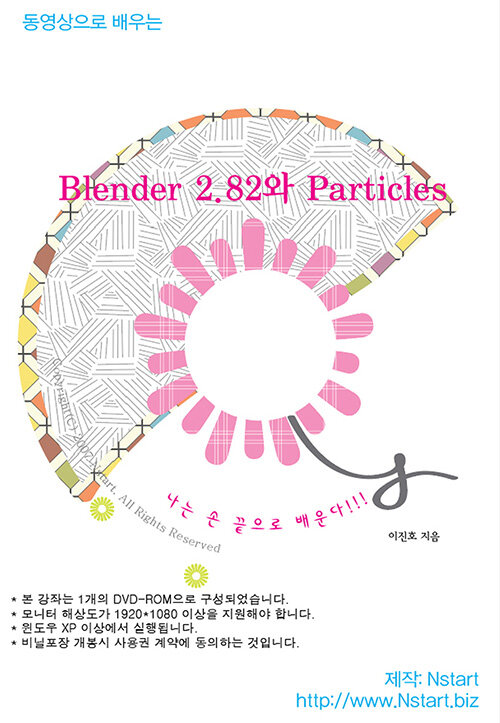 동영상으로 배우는
Blender 2.82와 Particles
Copyright(C) 2007 Nstart. All Rights Reserved
나는 손 끝으로 배운다!!!
이진호 지음
* 본 강좌는 1개의 DVD-ROM으로 구성되었습니다.
* 모니터 해상도가 1920*1080 이상을 지원해야 합니다.
* 윈도우 XP 이상에서 실행됩니다.
* 비닐포장 개봉시 사용권 계약에 동의하는 것입니다.
제작: Nstart
http://www.Nstart.biz